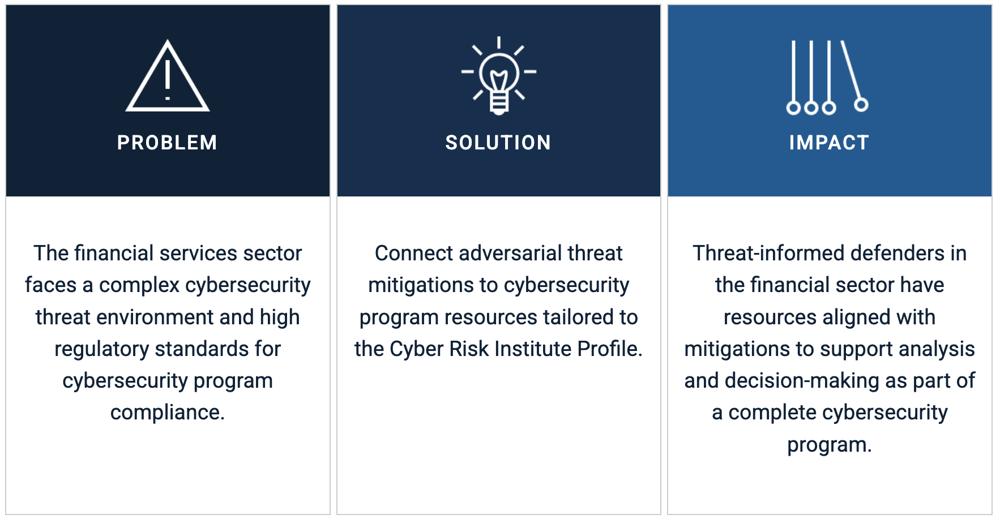 PROBLEM
The financial services sector
faces a complex cybersecurity
threat environment and high
regulatory standards for
cybersecurity program
compliance.
SOLUTION
Connect adversarial threat
mitigations to cybersecurity
program resources tailored to
the Cyber Risk Institute Profile.
IMPACT
Threat-informed defenders in
the financial sector have
resources aligned with
mitigations to support analysis
and decision-making as part of
a complete cybersecurity
program.